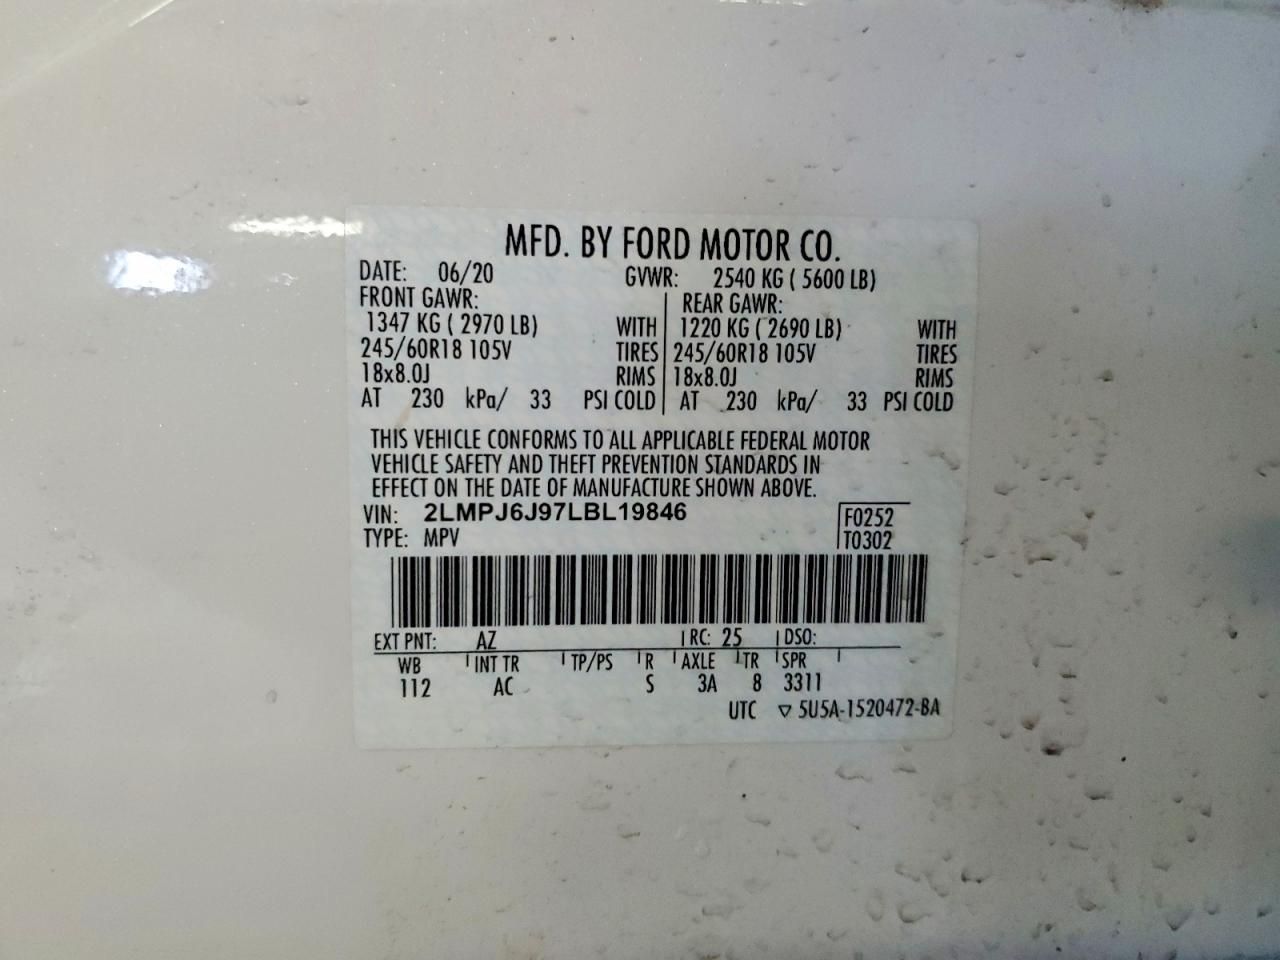 MFD. BY FORD MOTOR CO.
DATE: 06/20 GVWR: 2540 KG ( 5600 LB)
FRONT GAWR: REAR GAWR:
1347 KG ( 2970 LB) WITH 1220 KG ( 2690 LB) WITH
245/60R18 105V TIRES 245/60R18 105V TIRES
18x8.0J RIMS 18x8.0J RIMS
AT 230 kPa/ 33 PSI COLD AT 230 kPa/ 33 PSI COLD
THIS VEHICLE CONFORMS TO ALL APPLICABLE FEDERAL MOTOR
VEHICLE SAFETY AND THEFT PREVENTION STANDARDS IN
EFFECT ON THE DATE OF MANUFACTURE SHOWN ABOVE.
VIN: 2LMPJ6J97LBL19846 F0252
TYPE: MPV T0302
EXT PNT: AZ RC: 25 DSO:
WB INT TR TP/PS R AXLE TR SPR
112 AC S 3A 8 3311
UTC ▽ 5U5A-1520472-BA